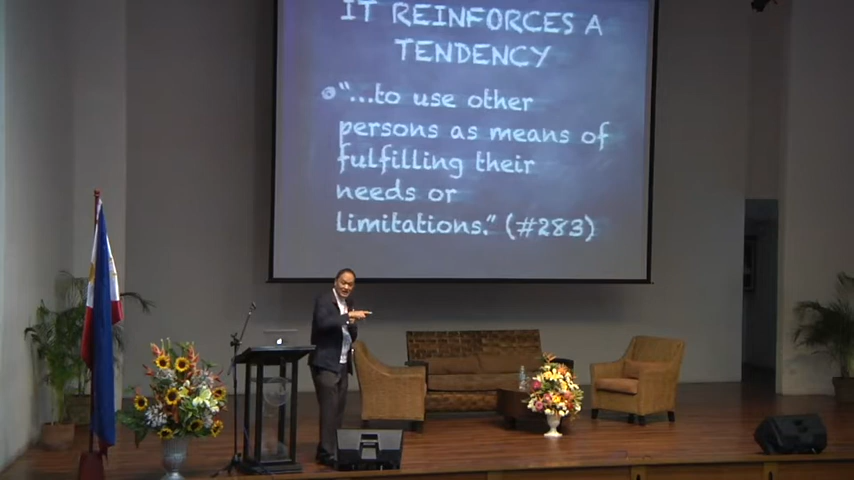 IT REINFORCES A
TENDENCY
"...to use other
persons as means of
fulfilling their
needs or
limitations." (#283)